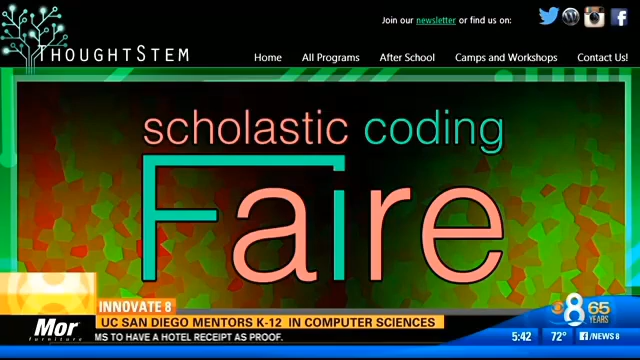 Join our newsletter or find us on:
THOUGHTSTEM
Home All Programs After School Camps and Workshops Contact Us!
scholastic coding
Faire
INNOVATE 8
UC SAN DIEGO MENTORS K-12 IN COMPUTER SCIENCES
8 65 YEARS
Mor furniture
5:42 72° f/NEWS 8
MS TO HAVE A HOTEL RECEIPT AS PROOF.